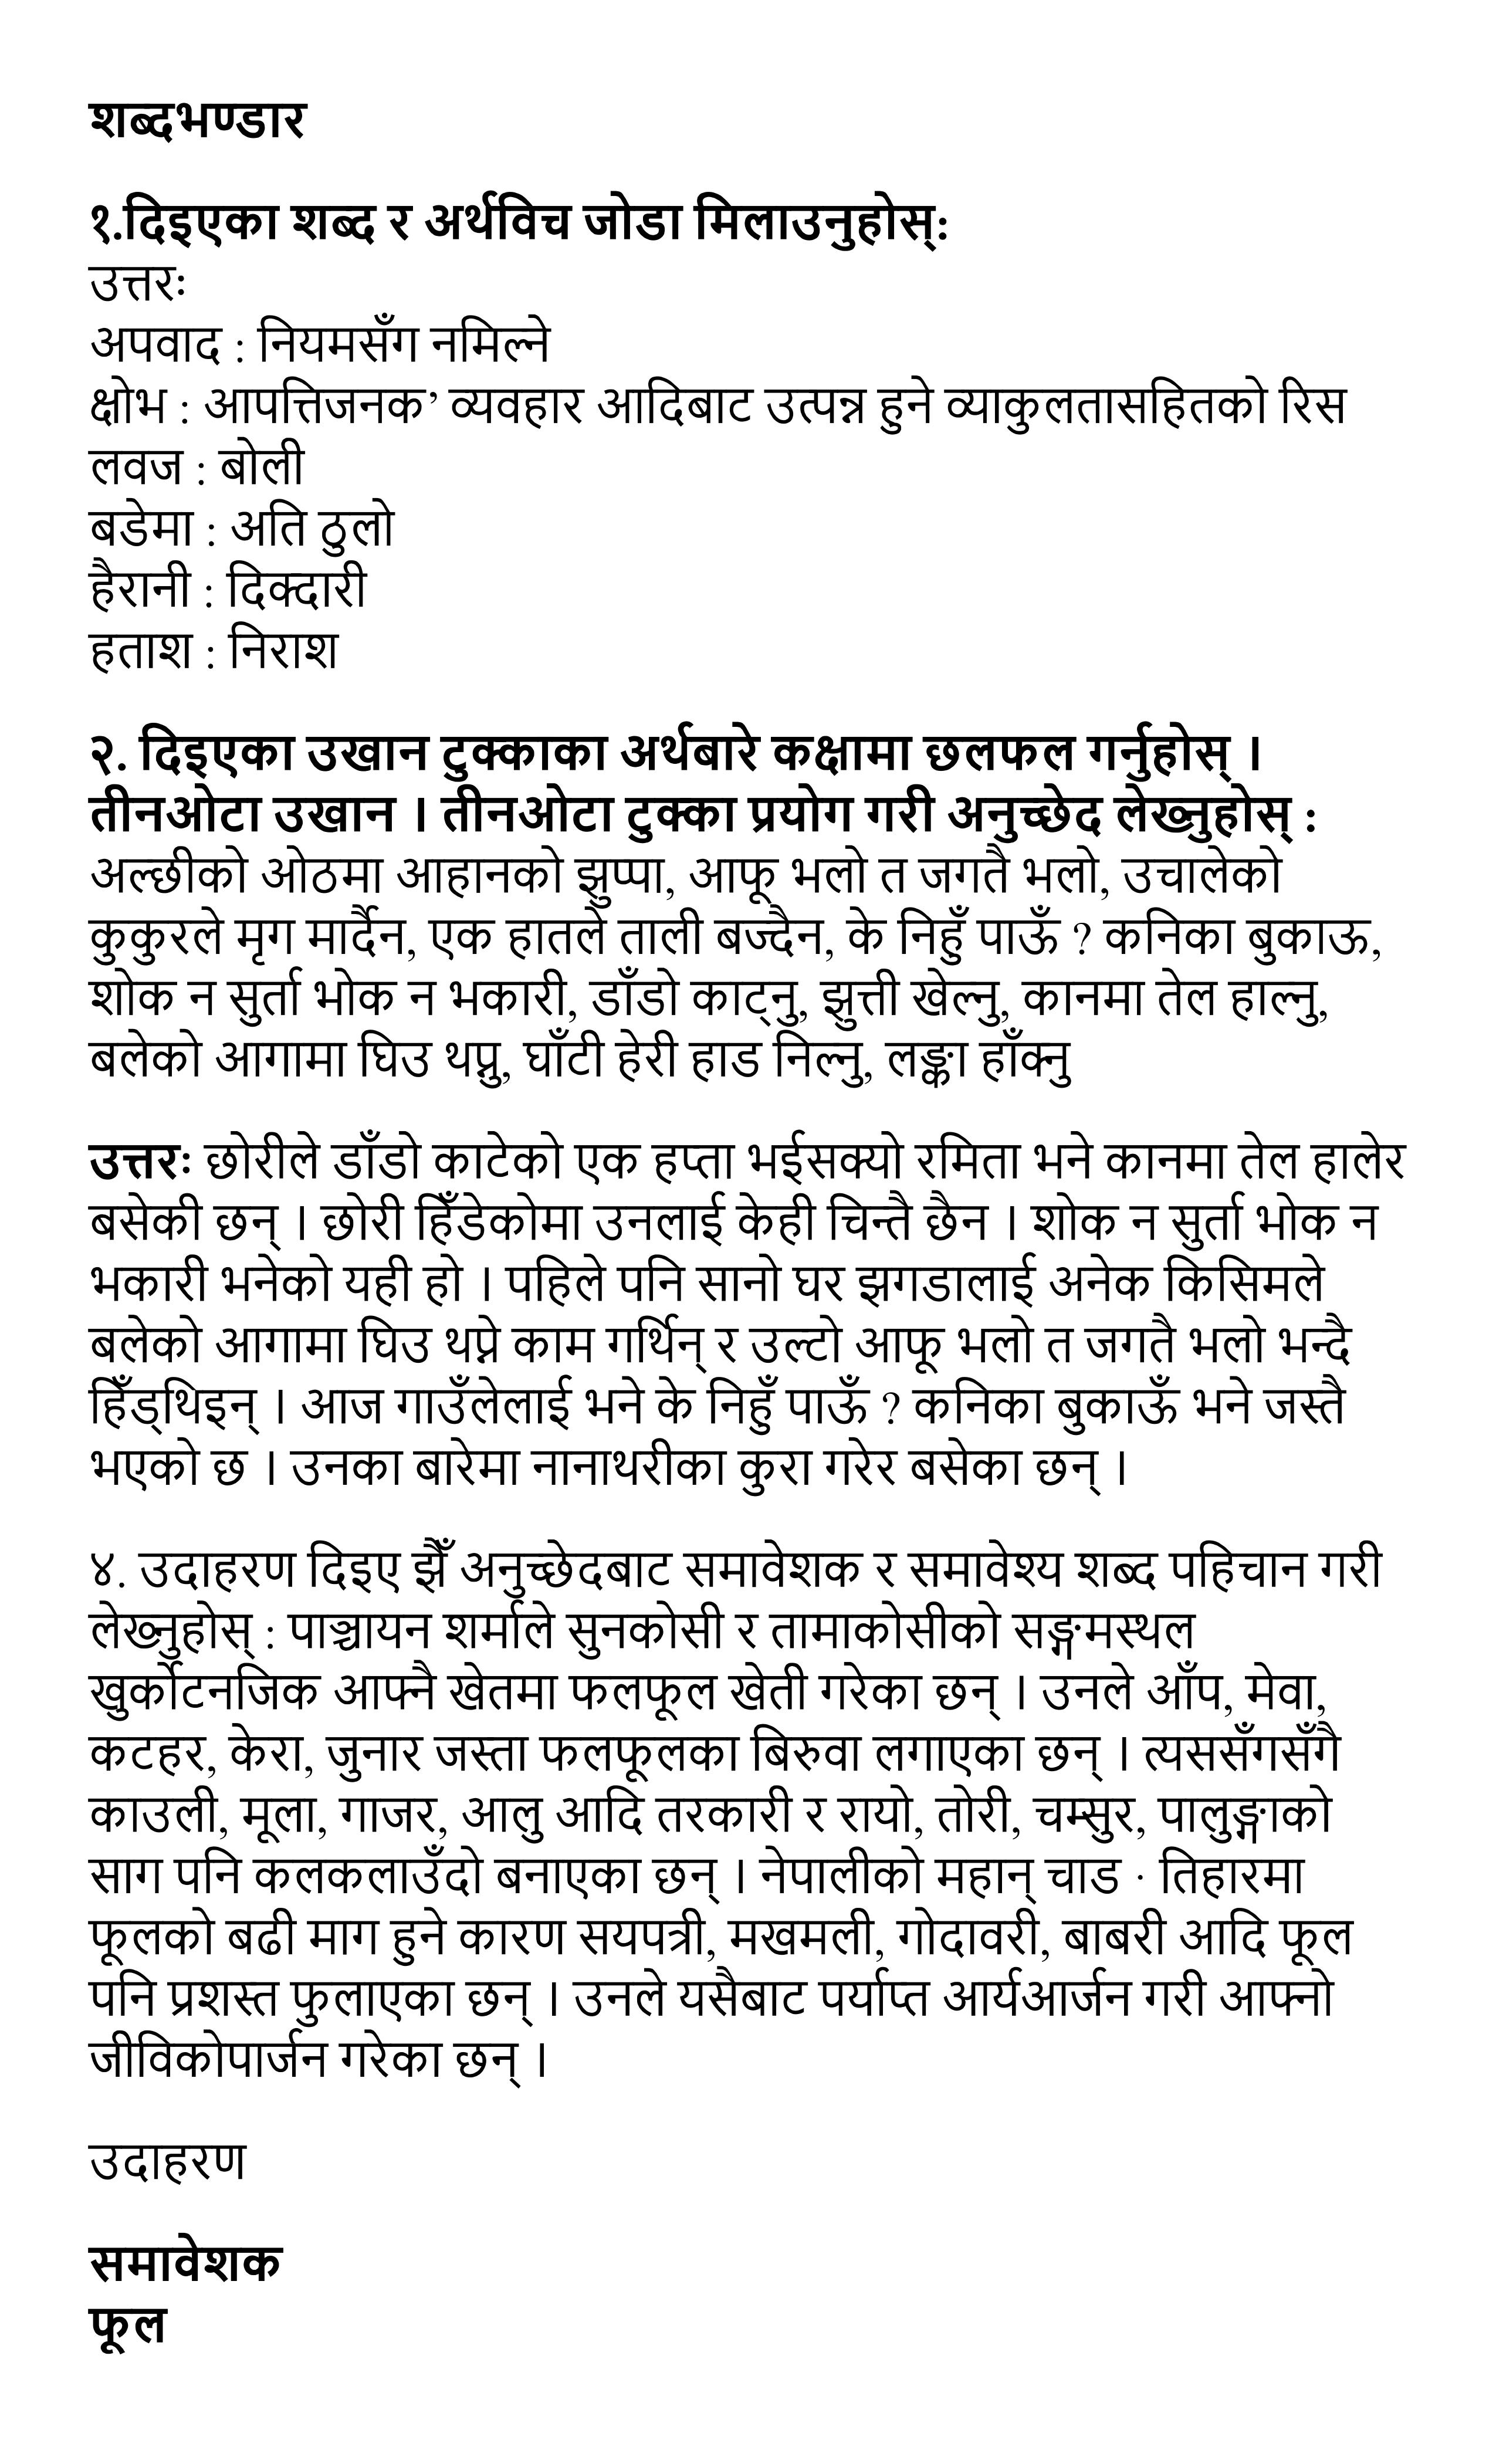 शब्दभण्डार
१.दिइएका शब्द र अर्थविच जोडा मिलाउनुहोस्:
उत्तरः
अपवाद : नियमसँग नमिल्ने
क्षोभ : आपत्तिजनक’ व्यवहार आदिबाट उत्पन्न हुने व्याकुलतासहितको रिस
लवज : बोली
बडेमा : अति ठुलो
हैरानी : दिक्दारी
हताश : निराश
२. दिइएका उखान टुक्काका अर्थबारे कक्षामा छलफल गर्नुहोस् ।
तीनओटा उखान । तीनओटा टुक्का प्रयोग गरी अनुच्छेद लेख्नुहोस् :
अल्छीको ओठमा आहानको झुप्पा, आफू भलो त जगतै भलो, उचालेको
कुकुरले मृग मार्दैन, एक हातले ताली बज्दैन, के निहुँ पाऊँ ? कनिका बुकाऊ,
शोक न सुर्ता भोक न भकारी, डाँडो काट्नु, झुत्ती खेल्नु, कानमा तेल हाल्नु,
बलेको आगामा घिउ थप्नु, घाँटी हेरी हाड निल्नु, लङ्का हाँक्नु
उत्तरः छोरीले डाँडो काटेको एक हप्ता भईसक्यो रमिता भने कानमा तेल हालेर
बसेकी छन् । छोरी हिँडेकोमा उनलाई केही चिन्तै छैन । शोक न सुर्ता भोक न
भकारी भनेको यही हो । पहिले पनि सानो घर झगडालाई अनेक किसिमले
बलेको आगामा घिउ थप्ने काम गर्थिन् र उल्टो आफू भलो त जगतै भलो भन्दै
हिँड्थिइन् । आज गाउँलेलाई भने के निहुँ पाऊँ ? कनिका बुकाऊँ भने जस्तै
भएको छ । उनका बारेमा नानाथरीका कुरा गरेर बसेका छन् ।
४. उदाहरण दिइए झैँ अनुच्छेदबाट समावेशक र समावेश्य शब्द पहिचान गरी
लेख्नुहोस् : पाञ्चायन शर्माले सुनकोसी र तामाकोसीको सङ्गमस्थल
खुर्कोटनजिक आफ्नै खेतमा फलफूल खेती गरेका छन् । उनले आँप, मेवा,
कटहर, केरा, जुनार जस्ता फलफूलका बिरुवा लगाएका छन् । त्यससँगसँगै
काउली, मूला, गाजर, आलु आदि तरकारी र रायो, तोरी, चम्सुर, पालुङ्गाको
साग पनि कलकलाउँदो बनाएका छन् । नेपालीको महान् चाड · तिहारमा
फूलको बढी माग हुने कारण सयपत्री, मखमली, गोदावरी, बाबरी आदि फूल
पनि प्रशस्त फुलाएका छन् । उनले यसैबाट पर्याप्त आर्यआर्जन गरी आफ्नो
जीविकोपार्जन गरेका छन् ।
उदाहरण
समावेशक
फूल